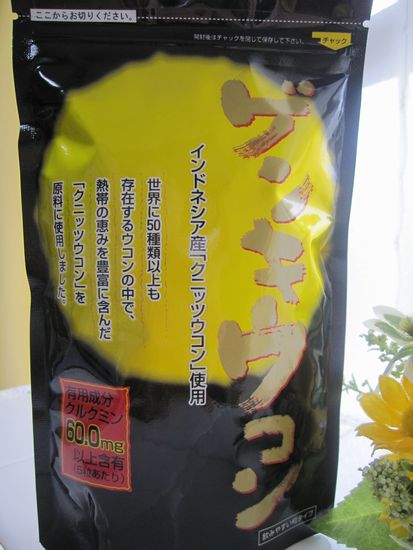 ここからお切りください。
開封後はチャックを閉じて保存して下さい。
チャック
ゲンキウコン
インドネシア産「クニッツウコン」使用
世界に50種類以上も
存在するウコンの中で、
熱帯の恵みを豊富に含んだ
「クニッツウコン」を
原料に使用しました。
有用成分
クルクミン
60.0mg
以上含有
(5粒あたり)
飲みやすい粒タイプ